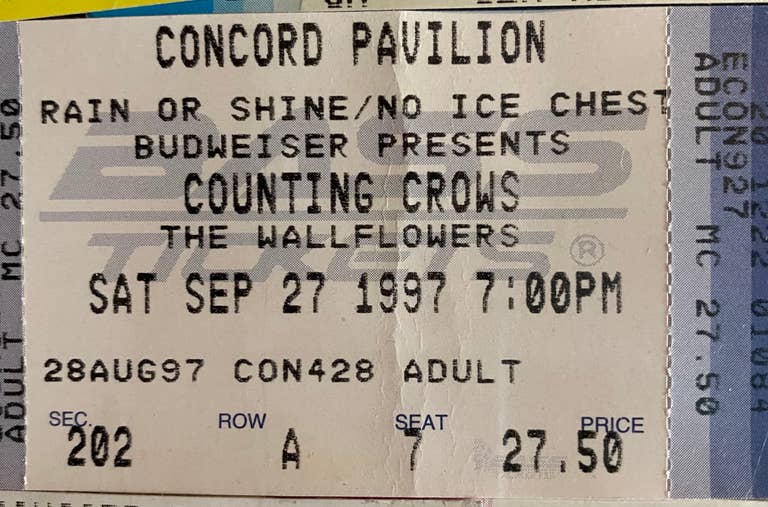 CONCORD PAVILION
RAIN OR SHINE/NO ICE CHEST
BUDWEISER PRESENTS
COUNTING CROWS
THE WALLFLOWERS
BASS
TICKETS®
SAT SEP 27 1997 7:00PM
28AUG97 CON428 ADULT
SEC. ROW SEAT PRICE
202 A 7 27.50
ADULT MC 27.50
ECON927
ADULT MC 27.50